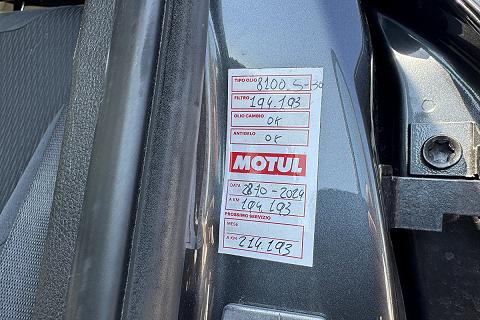 TIPO OLIO 8100.5-30
FILTRO 194.193
OLIO CAMBIO OK
ANTIGELO OK
MOTUL
DATA 28-10-2024
A KM 194.193
PROSSIMO SERVIZIO
MESE
A KM 214.193